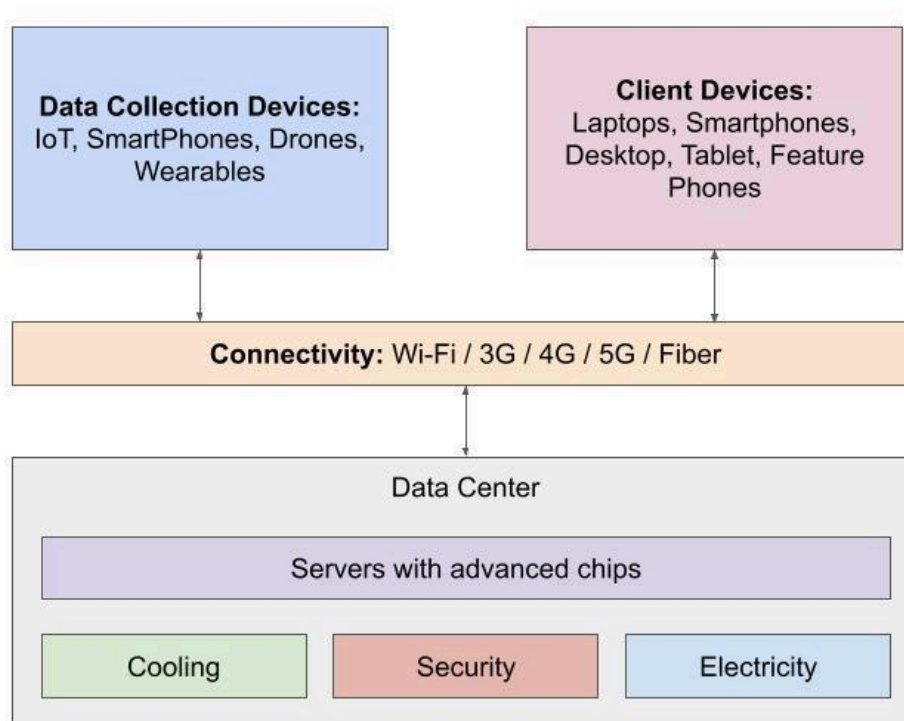 Data Collection Devices:
IoT, SmartPhones, Drones,
Wearables
Client Devices:
Laptops, Smartphones,
Desktop, Tablet, Feature
Phones
Connectivity: Wi-Fi / 3G / 4G / 5G / Fiber
Data Center
Servers with advanced chips
Cooling
Security
Electricity